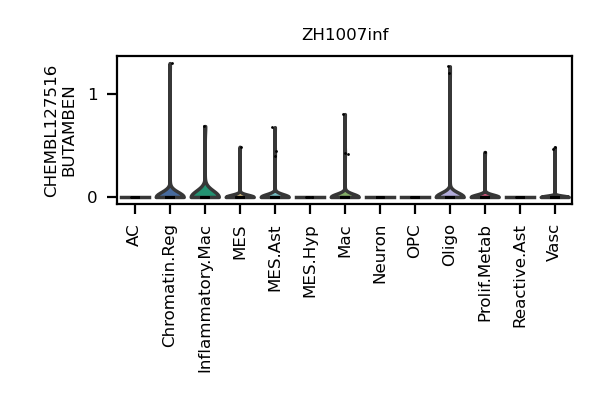 ZH1007inf
CHEMBL127516
BUTAMBEN
1
0
AC
Chromatin.Reg
Inflammatory.Mac
MES
MES.Ast
MES.Hyp
Mac
Neuron
OPC
Oligo
Prolif.Metab
Reactive.Ast
Vasc